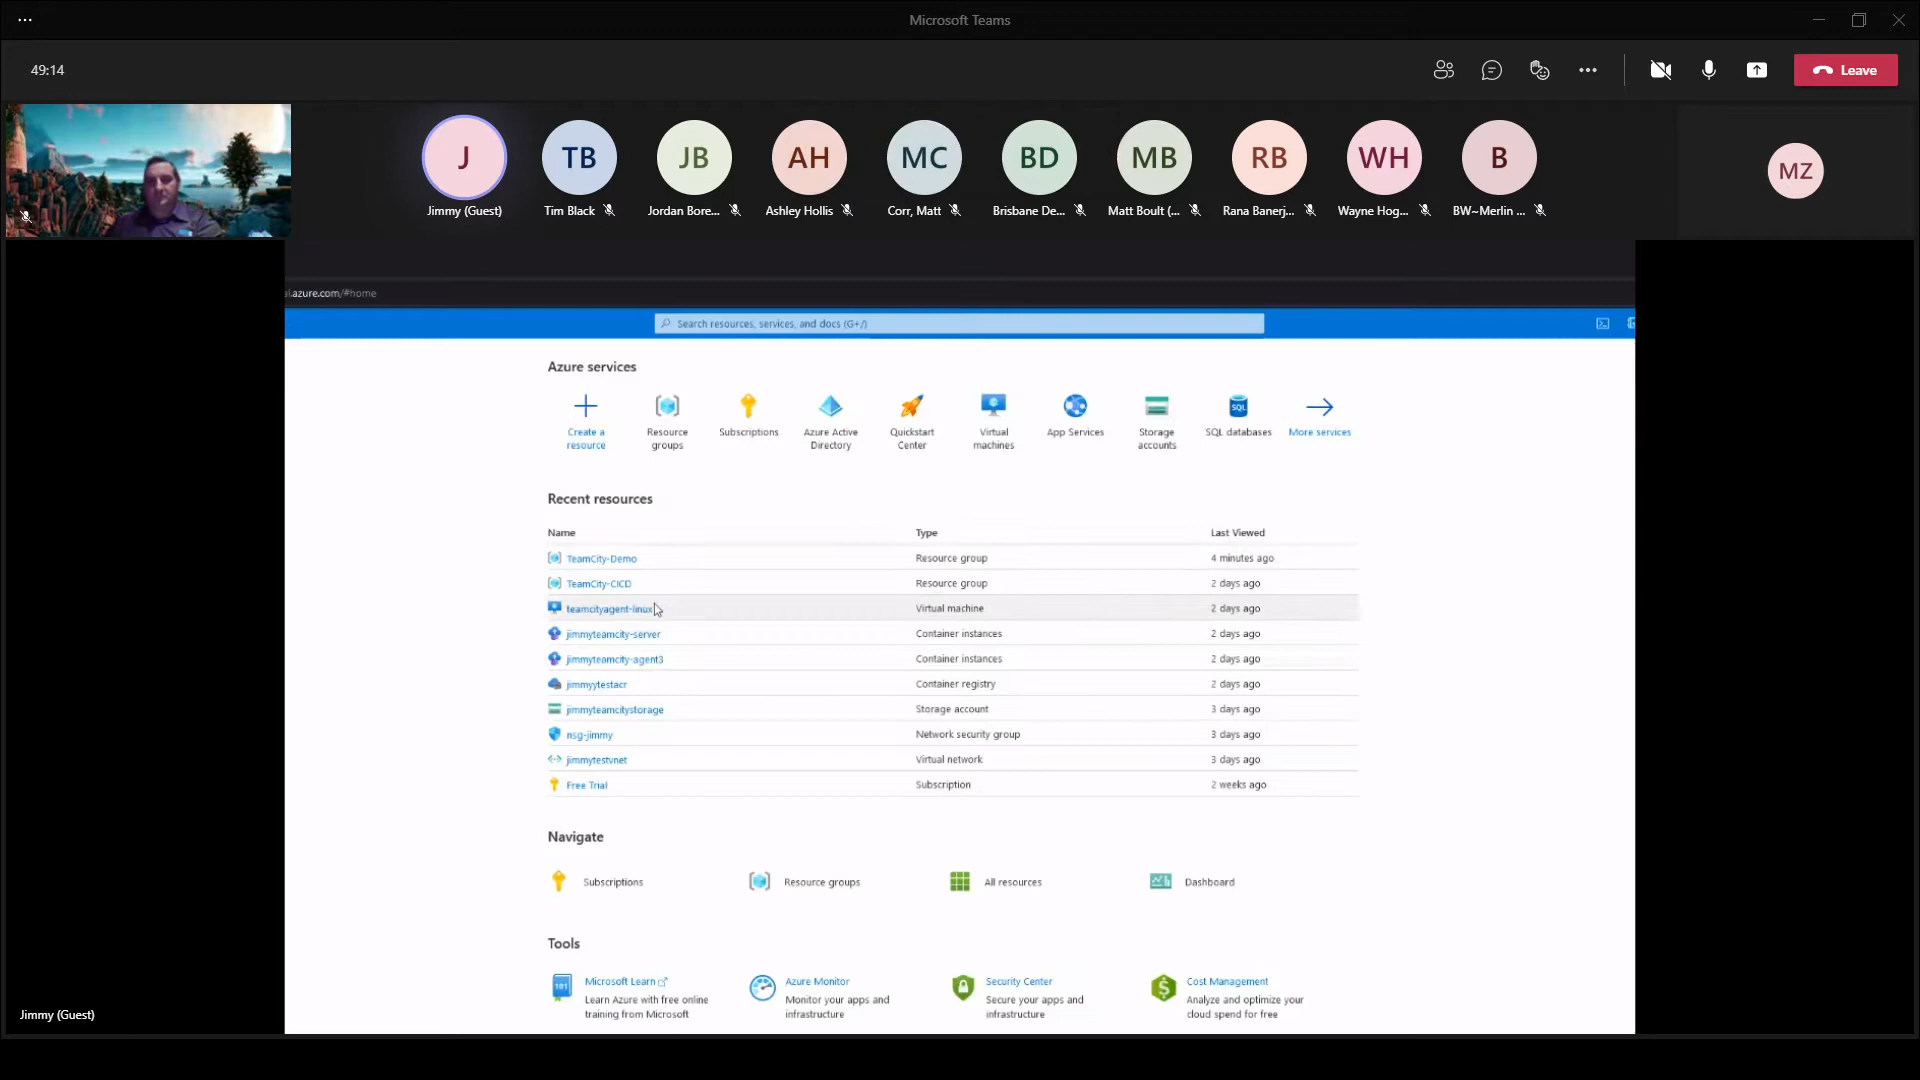 Microsoft Teams
49:14
Leave
J
TB
JB
AH
MC
BD
MB
RB
WH
B
MZ
Jimmy (Guest)
Tim Black
Jordan Bore...
Ashley Hollis
Corr, Matt
Brisbane De...
Matt Boult (...
Rana Banerj...
Wayne Hog...
BW~Merlin ...
al.azure.com/#home
Search resources, services, and docs (G+/)
Azure services
Create a resource
Resource groups
Subscriptions
Azure Active Directory
Quickstart Center
Virtual machines
App Services
Storage accounts
SQL
SQL databases
More services
Recent resources
Name Type Last Viewed
TeamCity-Demo Resource group 4 minutes ago
TeamCity-CICD Resource group 2 days ago
teamcityagent-linux Virtual machine 2 days ago
jimmyteamcity-server Container instances 2 days ago
jimmyteamcity-agent3 Container instances 2 days ago
jimmyytestacr Container registry 2 days ago
jimmyteamcitystorage Storage account 3 days ago
nsg-jimmy Network security group 3 days ago
jimmytestvnet Virtual network 3 days ago
Free Trial Subscription 2 weeks ago
Navigate
Subscriptions
Resource groups
All resources
Dashboard
Tools
101
Microsoft Learn
Learn Azure with free online
training from Microsoft
Azure Monitor
Monitor your apps and
infrastructure
Security Center
Secure your apps and
infrastructure
Cost Management
Analyze and optimize your
cloud spend for free
Jimmy (Guest)